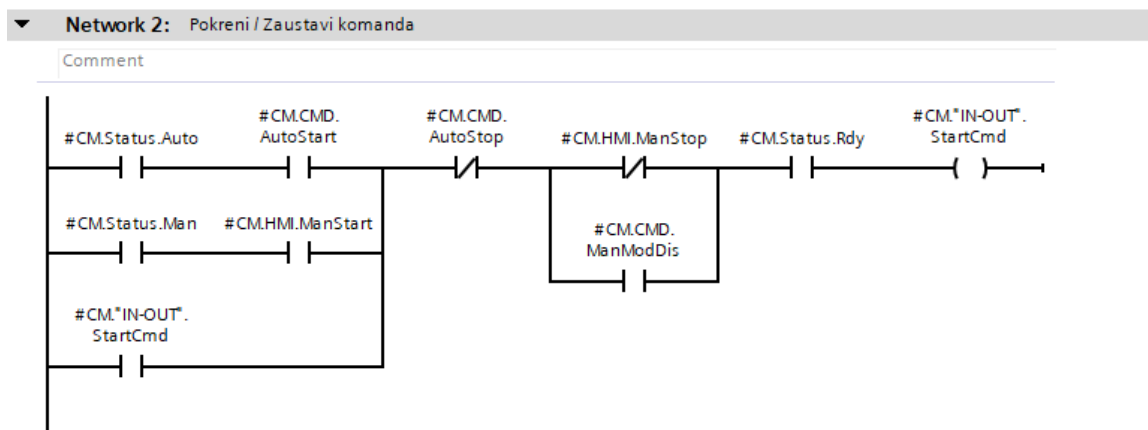 Network 2: Pokreni / Zaustavi komanda
Comment
#CM.Status.Auto
#CM.CMD.
AutoStart
#CM.CMD.
AutoStop
#CM.HMI.ManStop
#CM.Status.Rdy
#CM."IN-OUT".
StartCmd
#CM.Status.Man
#CM.HMI.ManStart
#CM.CMD.
ManModDis
#CM."IN-OUT".
StartCmd